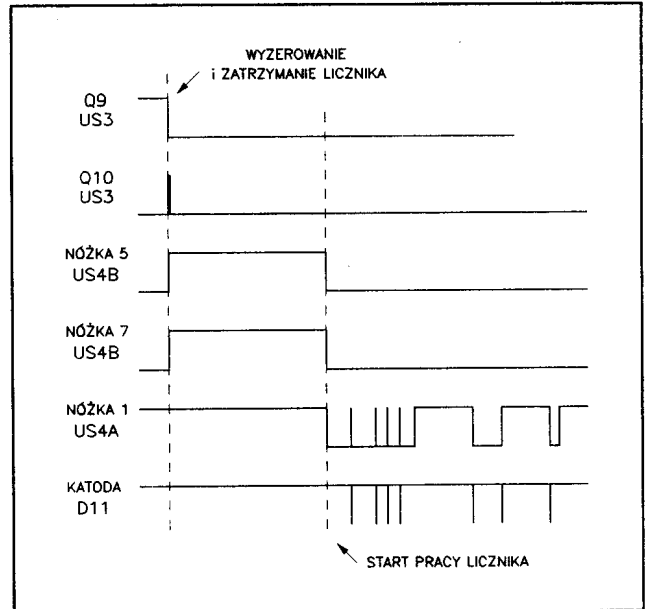 WYZEROWANIE
i ZATRZYMANIE LICZNIKA
Q9
US3
Q10
US3
NÓŻKA 5
US4B
NÓŻKA 7
US4B
NÓŻKA 1
US4A
KATODA
D11
START PRACY LICZNIKA